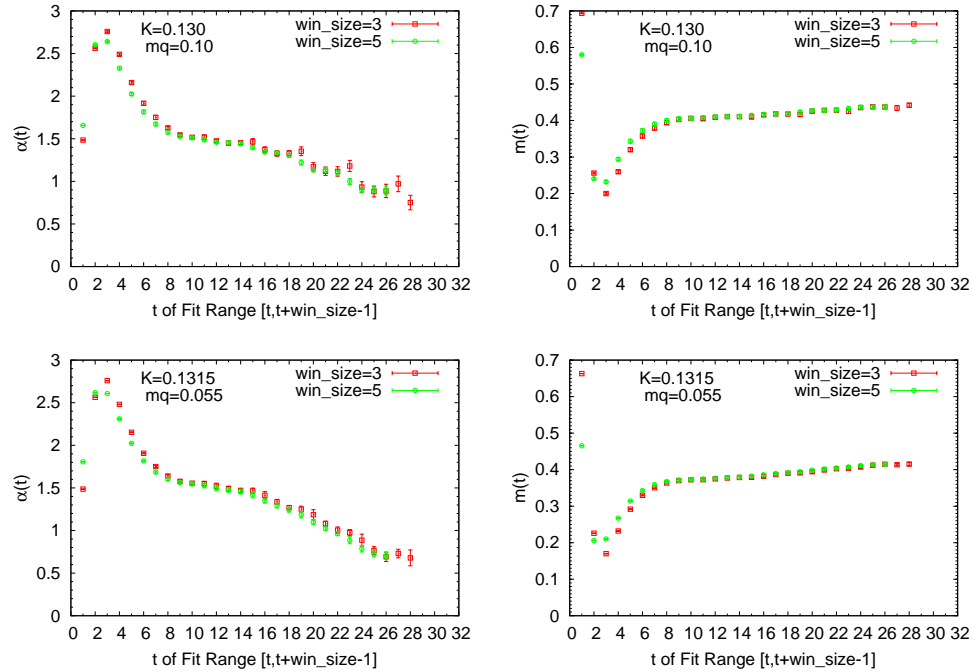 K=0.130
mq=0.10
win_size=3
win_size=5
α(t)
3
2.5
2
1.5
1
0.5
0
0 2 4 6 8 10 12 14 16 18 20 22 24 26 28 30 32
t of Fit Range [t,t+win_size-1]
K=0.130
mq=0.10
win_size=3
win_size=5
m(t)
0.7
0.6
0.5
0.4
0.3
0.2
0.1
0
0 2 4 6 8 10 12 14 16 18 20 22 24 26 28 30 32
t of Fit Range [t,t+win_size-1]
K=0.1315
mq=0.055
win_size=3
win_size=5
α(t)
3
2.5
2
1.5
1
0.5
0
0 2 4 6 8 10 12 14 16 18 20 22 24 26 28 30 32
t of Fit Range [t,t+win_size-1]
K=0.1315
mq=0.055
win_size=3
win_size=5
m(t)
0.7
0.6
0.5
0.4
0.3
0.2
0.1
0
0 2 4 6 8 10 12 14 16 18 20 22 24 26 28 30 32
t of Fit Range [t,t+win_size-1]